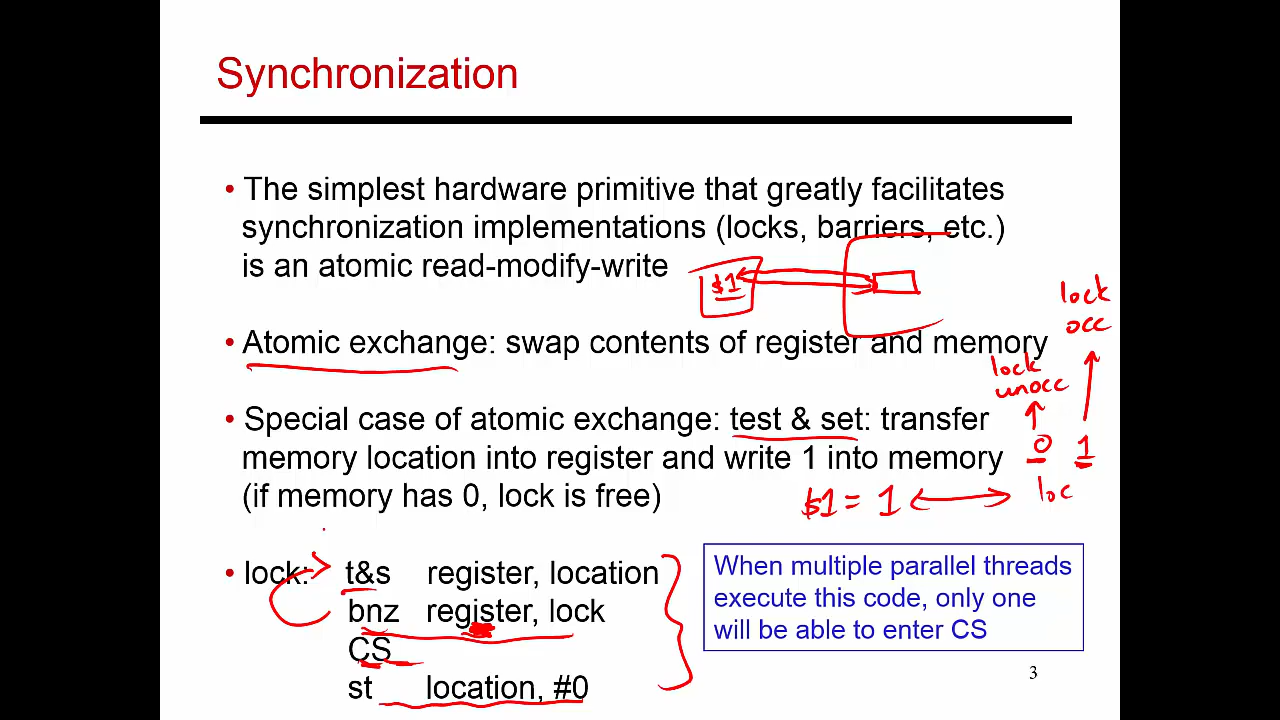 Synchronization
• The simplest hardware primitive that greatly facilitates
synchronization implementations (locks, barriers, etc.)
is an atomic read-modify-write
$1
lock
occ
• Atomic exchange: swap contents of register and memory
lock
unocc
• Special case of atomic exchange: test & set: transfer
memory location into register and write 1 into memory
0 1
(if memory has 0, lock is free)
$1 = 1
loc
• lock: t&s register, location
bnz register, lock
CS
st location, #0
When multiple parallel threads
execute this code, only one
will be able to enter CS
3